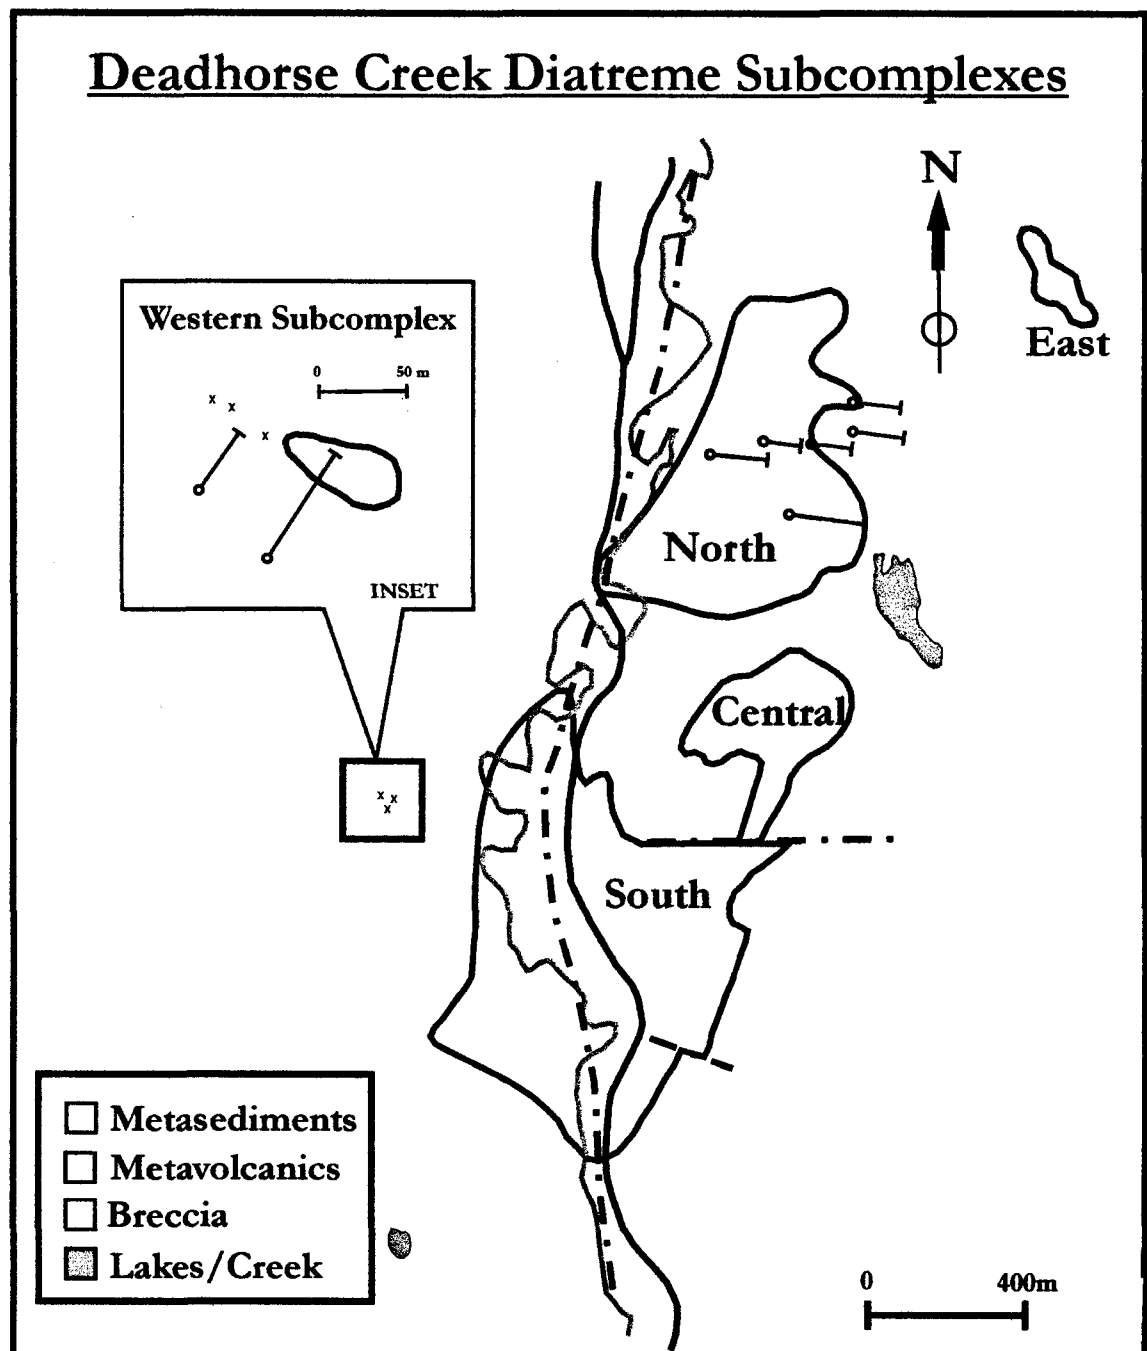 Deadhorse Creek Diatreme Subcomplexes
N
East
Western Subcomplex
0 50 m
x x
x
INSET
North
Central
x x
x
South
Metasediments
Metavolcanics
Breccia
Lakes/Creek
0 400m